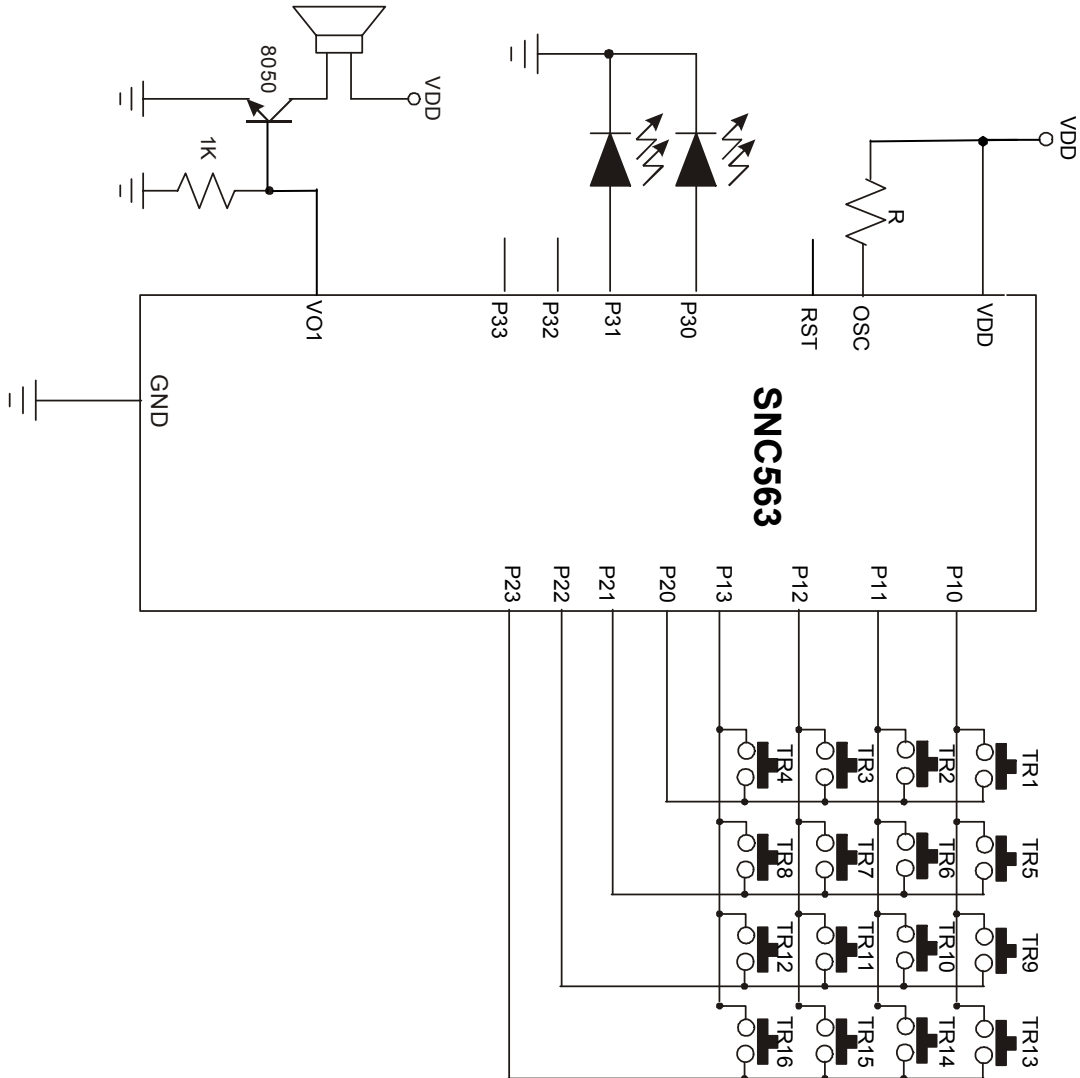 VDD
VDD
R
8050
1K
VDD
OSC
RST
P30
P31
P32
P33
VO1
GND
SNC563
P10
P11
P12
P13
P20
P21
P22
P23
TR1
TR2
TR3
TR4
TR5
TR6
TR7
TR8
TR9
TR10
TR11
TR12
TR13
TR14
TR15
TR16